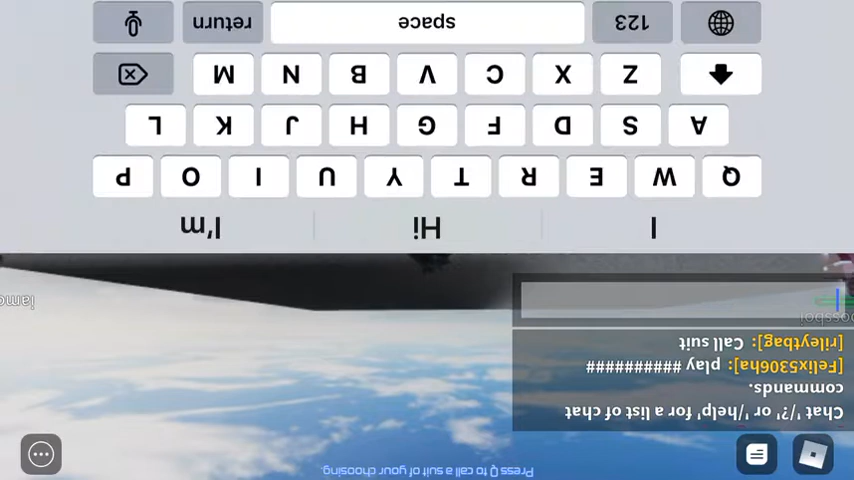 Press Q to call a suit of your choosing.
Chat '/?' or '/help' for a list of chat
commands.
[Felix5306ha]: play ##########
[rileytbag]: Call suit
I Hi I'm
Q W E R T Y U I O P
A S D F G H J K L
Z X C V B N M
123 space return